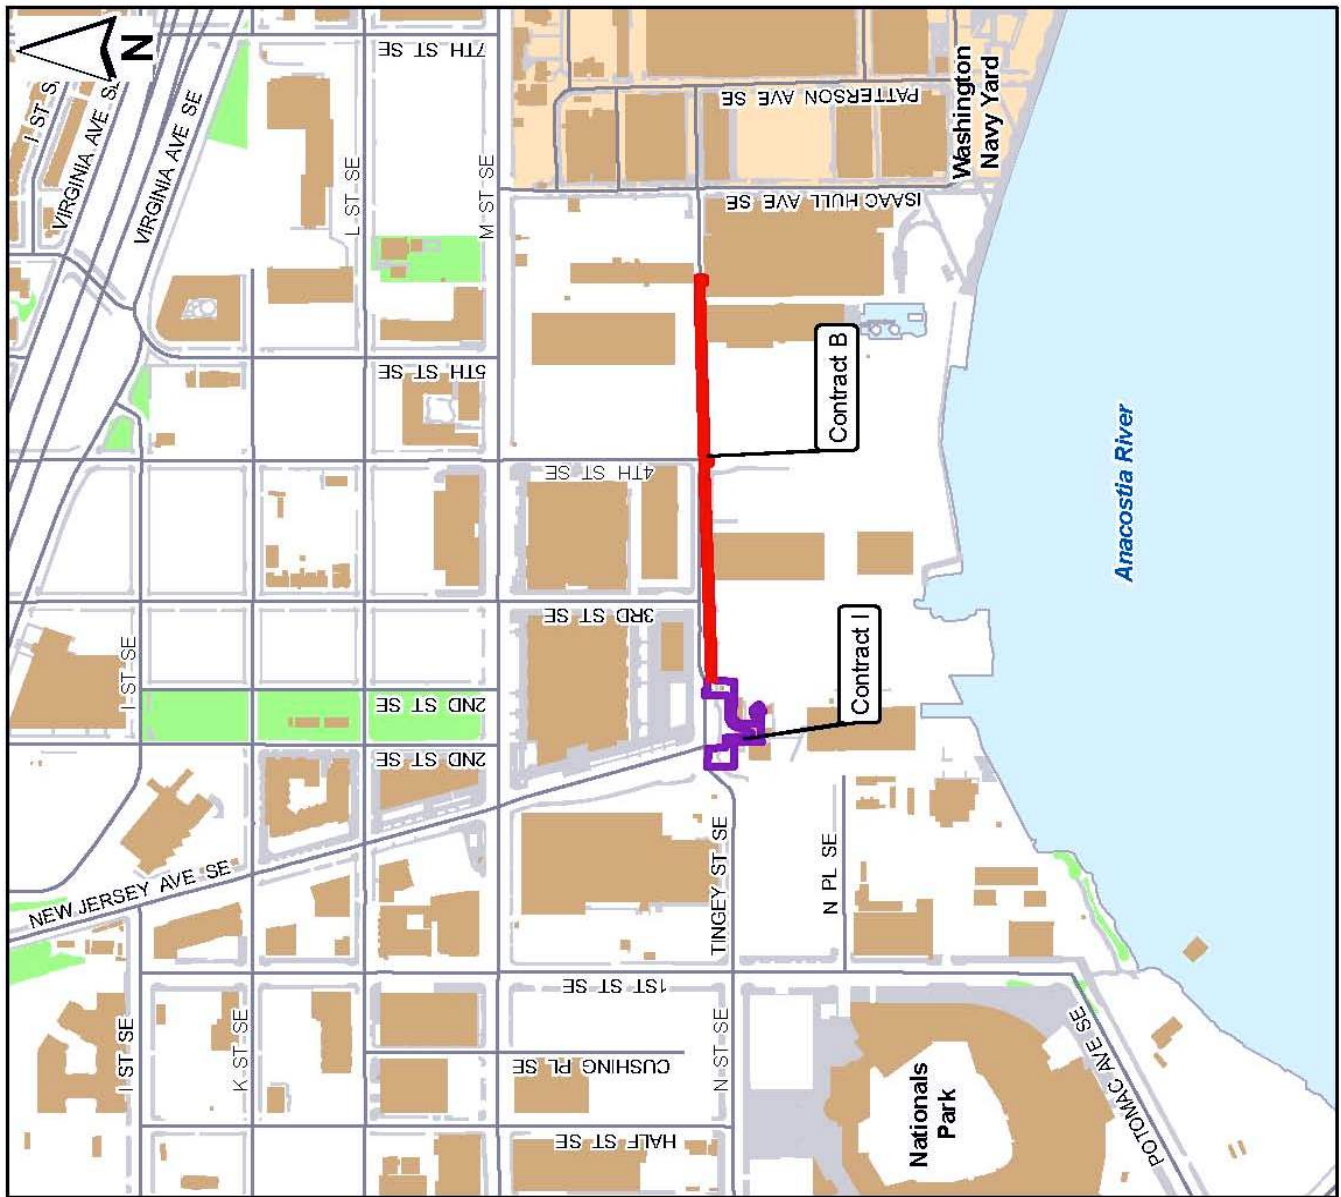 N
I ST S
VIRGINIA AVE SE
VIRGINIA AVE SE
7TH ST SE
L ST SE
M ST SE
PATTERSON AVE SE
Washington
Navy Yard
ISAAC HULL AVE SE
5TH ST SE
4TH ST SE
Contract B
Anacostia River
3RD ST SE
I ST SE
2ND ST SE
2ND ST SE
Contract I
NEW JERSEY AVE SE
TINGEY ST SE
N PL SE
1ST ST SE
I ST SE
K ST SE
CUSHING PL SE
N ST SE
POTOMAC AVE SE
Nationals
Park
HALF ST SE